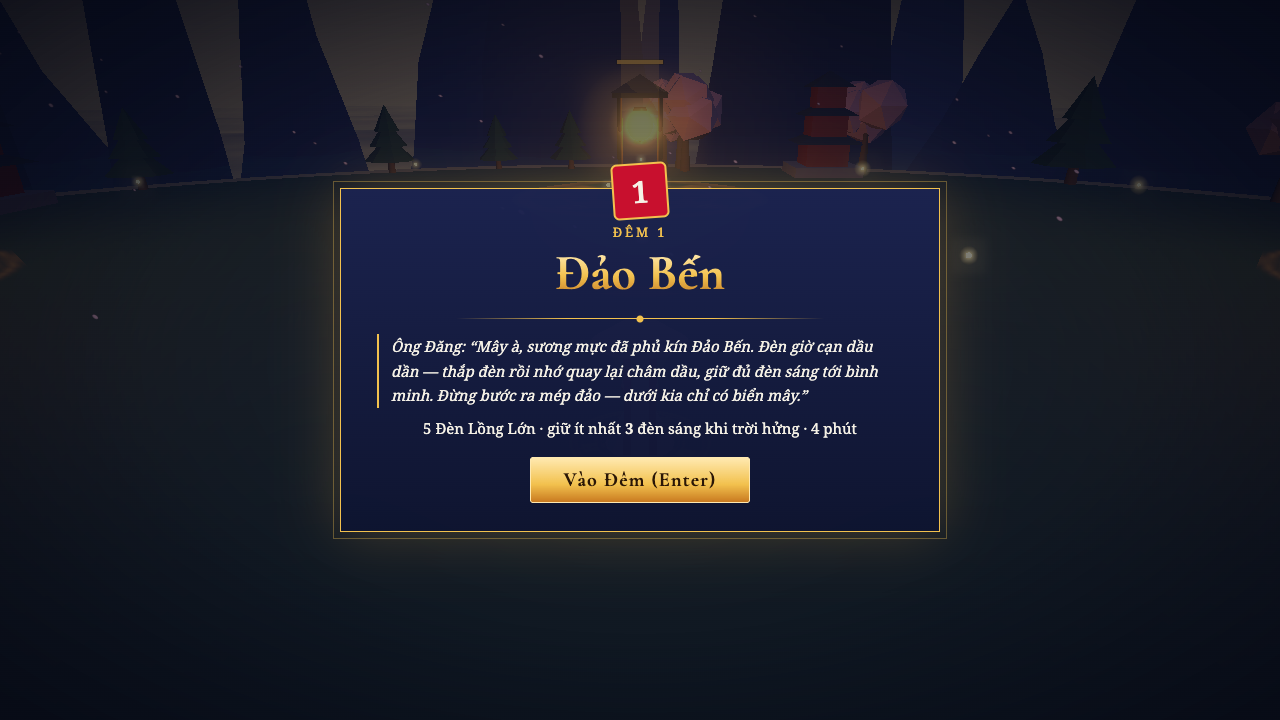 1
ĐÊM 1
Đảo Bến
Ông Đăng: “Mây à, sương mực đã phủ kín Đảo Bến. Đèn giờ cạn dầu
dần — thắp đèn rồi nhớ quay lại châm dầu, giữ đủ đèn sáng tới bình
minh. Đừng bước ra mép đảo — dưới kia chỉ có biển mây.”
5 Đèn Lồng Lớn · giữ ít nhất 3 đèn sáng khi trời hửng · 4 phút
Vào Đêm (Enter)